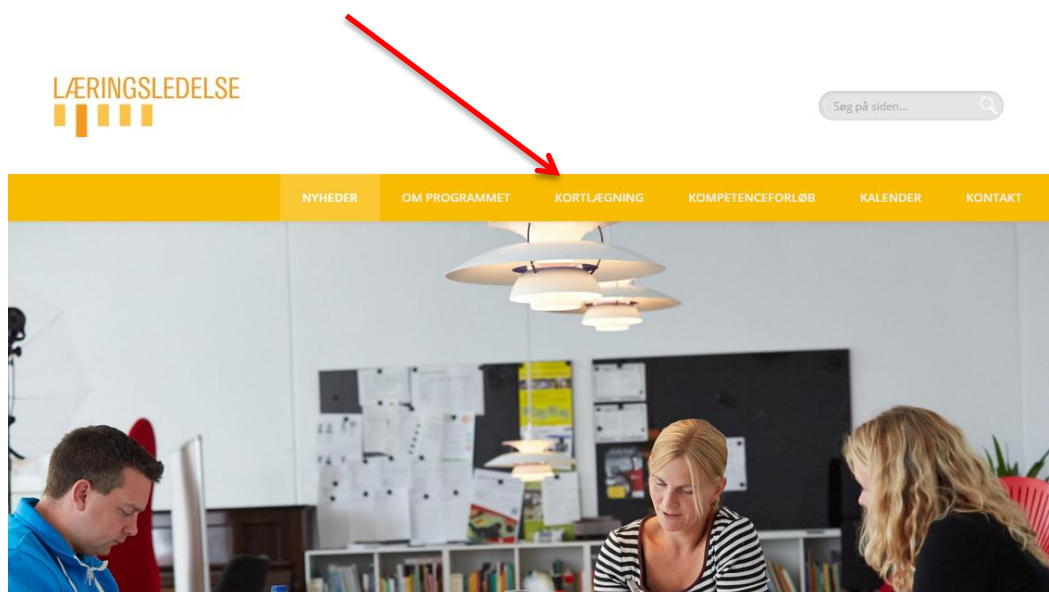 LÆRINGSLEDELSE
Søg på siden...
NYHEDER OM PROGRAMMET KORTLÆGNING KOMPETENCEFORLØB KALENDER KONTAKT